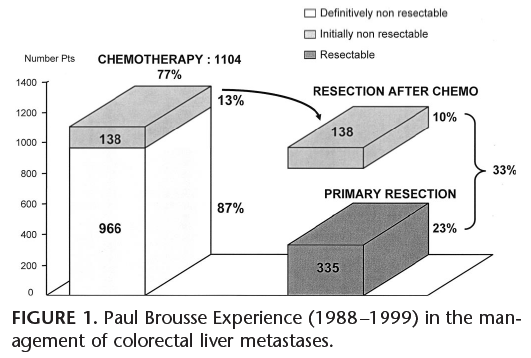 Definitively non resectable
Initially non resectable
Resectable
Number Pts
CHEMOTHERAPY : 1104
77%
1400
1200
1000
800
600
400
200
0
138
966
13%
87%
RESECTION AFTER CHEMO
138
10%
33%
PRIMARY RESECTION
335
23%
FIGURE 1. Paul Brousse Experience (1988–1999) in the man-
agement of colorectal liver metastases.